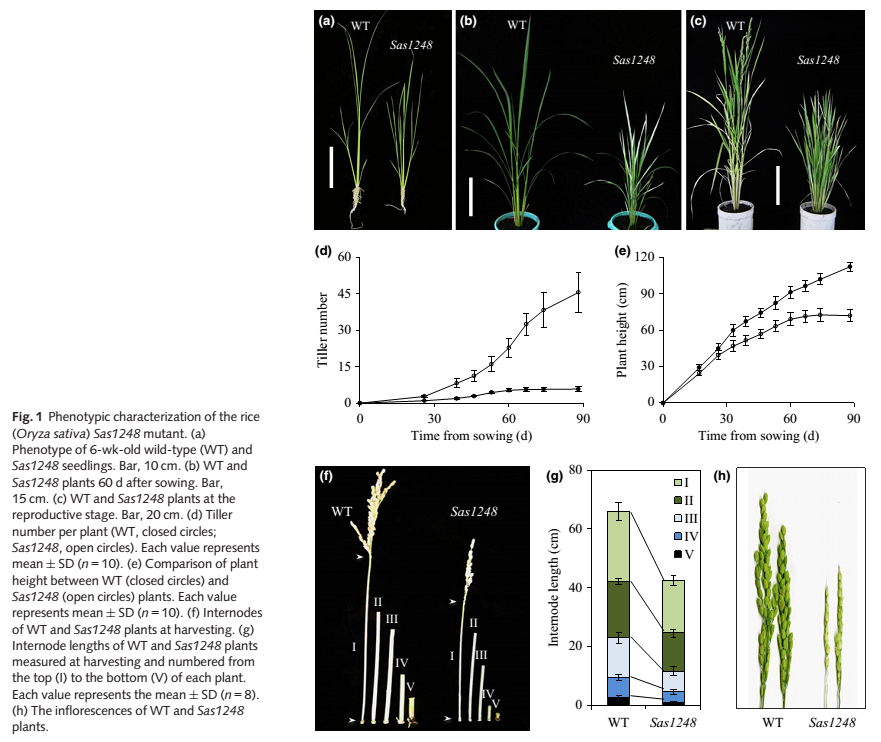 (a)
WT
Sas1248
(b)
WT
Sas1248
(c)
WT
Sas1248
(d)
60
45
30
15
0
Tiller number
0 30 60 90
Time from sowing (d)
(e)
120
90
60
30
0
Plant height (cm)
0 30 60 90
Time from sowing (d)
Fig. 1 Phenotypic characterization of the rice
(Oryza sativa) Sas1248 mutant. (a)
Phenotype of 6-wk-old wild-type (WT) and
Sas1248 seedlings. Bar, 10 cm. (b) WT and
Sas1248 plants 60 d after sowing. Bar,
15 cm. (c) WT and Sas1248 plants at the
reproductive stage. Bar, 20 cm. (d) Tiller
number per plant (WT, closed circles;
Sas1248, open circles). Each value represents
mean ± SD (n = 10). (e) Comparison of plant
height between WT (closed circles) and
Sas1248 (open circles) plants. Each value
represents mean ± SD (n = 10). (f) Internodes
of WT and Sas1248 plants at harvesting. (g)
Internode lengths of WT and Sas1248 plants
measured at harvesting and numbered from
the top (I) to the bottom (V) of each plant.
Each value represents the mean ± SD (n = 8).
(h) The inflorescences of WT and Sas1248
plants.
(f)
WT
Sas1248
I
II
III
IV
V
I
II
III
IV
V
(g)
80
60
40
20
0
Internode length (cm)
I
II
III
IV
V
WT Sas1248
(h)
WT Sas1248